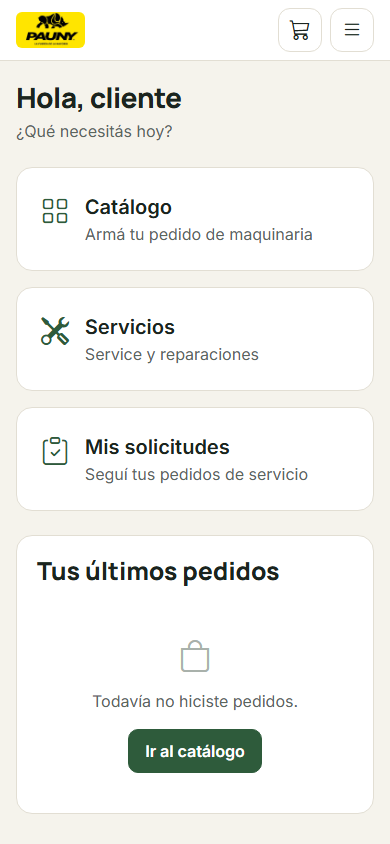 PAUNY
Hola, cliente
¿Qué necesitás hoy?
Catálogo
Armá tu pedido de maquinaria
Servicios
Service y reparaciones
Mis solicitudes
Seguí tus pedidos de servicio
Tus últimos pedidos
Todavía no hiciste pedidos.
Ir al catálogo